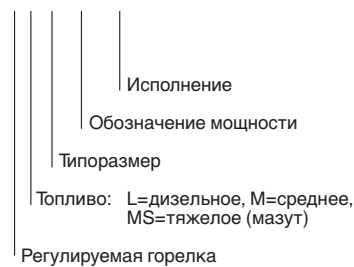 Исполнение
Обозначение мощности
Типоразмер
Топливо: L=дизельное, M=среднее,
MS=тяжелое (мазут)
Регулируемая горелка